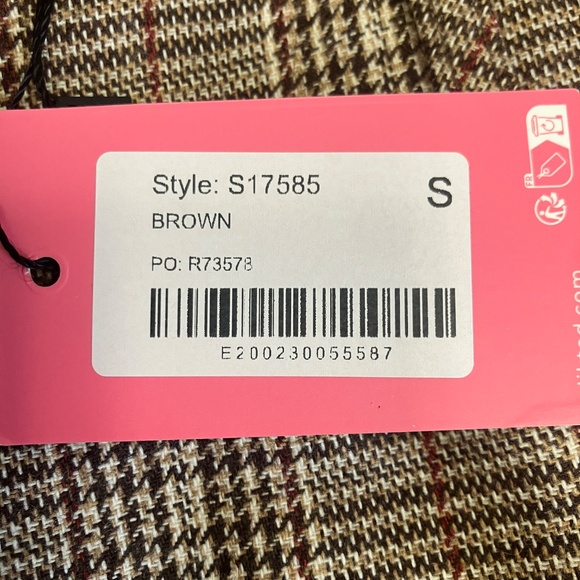 Style: S17585
S
BROWN
PO: R73578
E200230055587